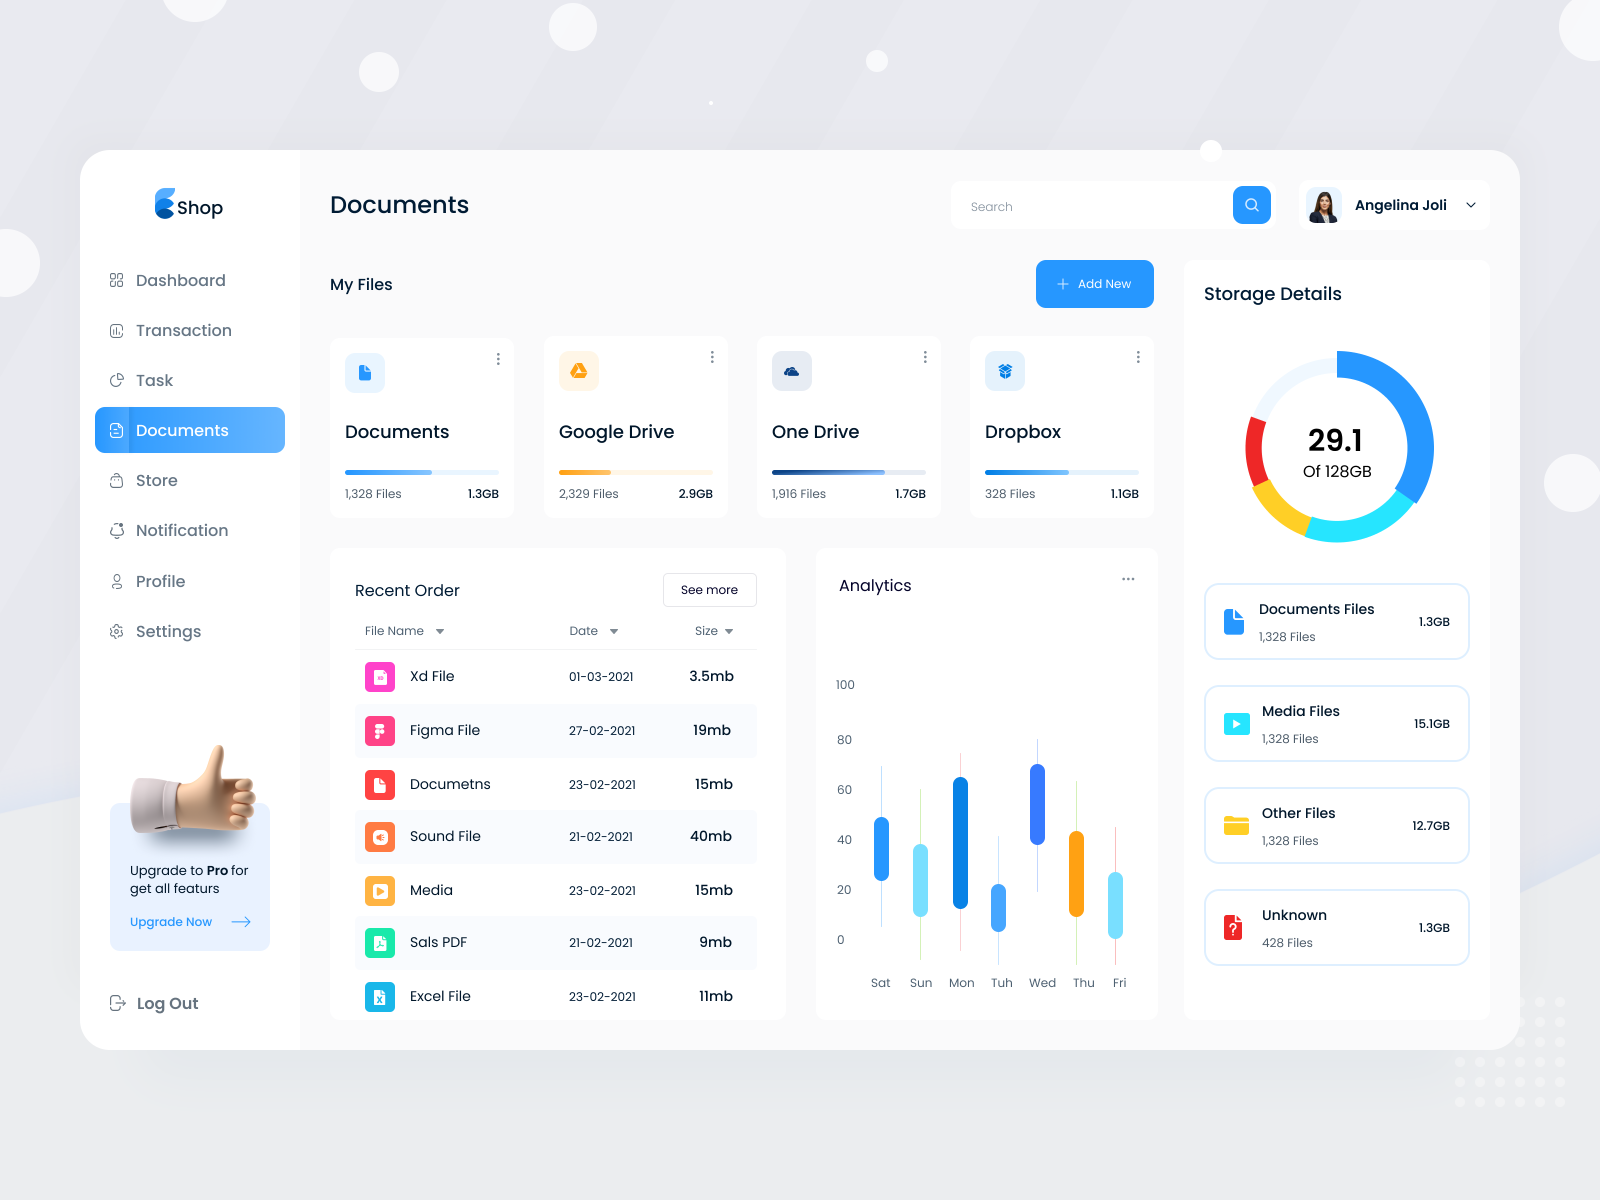 Shop
Dashboard
Transaction
Task
Documents
Store
Notification
Profile
Settings
Upgrade to Pro for
get all featurs
Upgrade Now
Log Out
Documents
Search
Angelina Joli
My Files
Add New
Documents
1,328 Files 1.3GB
Google Drive
2,329 Files 2.9GB
One Drive
1,916 Files 1.7GB
Dropbox
328 Files 1.1GB
Recent Order
See more
File Name Date Size
Xd File 01-03-2021 3.5mb
Figma File 27-02-2021 19mb
Documetns 23-02-2021 15mb
Sound File 21-02-2021 40mb
Media 23-02-2021 15mb
Sals PDF 21-02-2021 9mb
Excel File 23-02-2021 11mb
Analytics
100
80
60
40
20
0
Sat Sun Mon Tuh Wed Thu Fri
Storage Details
29.1
Of 128GB
Documents Files
1,328 Files
1.3GB
Media Files
1,328 Files
15.1GB
Other Files
1,328 Files
12.7GB
Unknown
428 Files
1.3GB